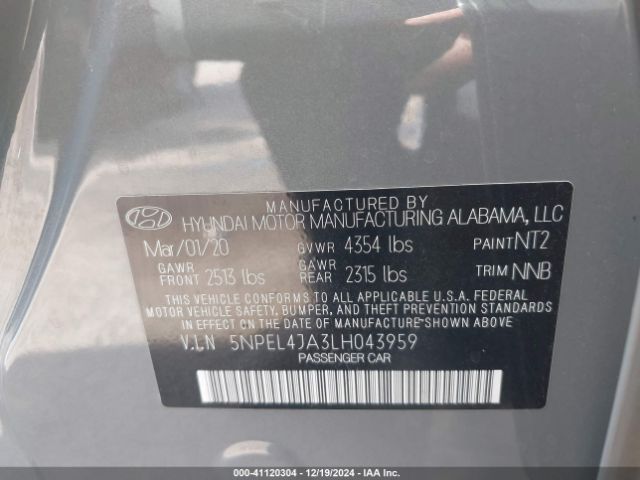 MANUFACTURED BY
HYUNDAI MOTOR MANUFACTURING ALABAMA, LLC
Mar/01/20 GVWR 4354 lbs PAINT NT2
GAWR FRONT 2513 lbs GAWR REAR 2315 lbs TRIM NNB
THIS VEHICLE CONFORMS TO ALL APPLICABLE U.S.A. FEDERAL
MOTOR VEHICLE SAFETY, BUMPER, AND THEFT PREVENTION STANDARDS
IN EFFECT ON THE DATE OF MANUFACTURE SHOWN ABOVE
V.I.N 5NPEL4JA3LH043959
PASSENGER CAR
00-41120304 | 12/19/2024 - IAA Inc.